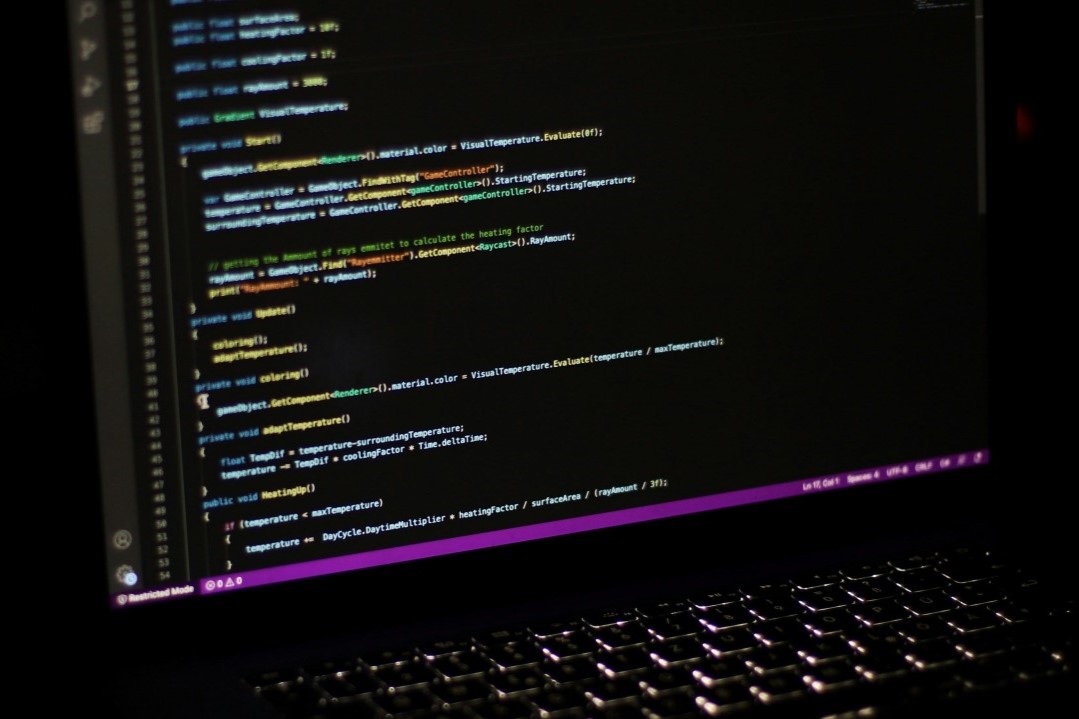 public float surfaceArea;
public float heatingFactor = 10f;
public float coolingFactor = 1f;
public float rayAmount = 3000;
public Gradient VisualTemperature;
private void Start()
{
gameObject.GetComponent<Renderer>().material.color = VisualTemperature.Evaluate(0f);
var GameController = GameObject.FindWithTag("GameController");
temperature = GameController.GetComponent<gameController>().StartingTemperature;
surroundingTemperature = GameController.GetComponent<gameController>().StartingTemperature;
// getting the Ammount of rays emmitet to calculate the heating factor
rayAmount = GameObject.Find("Rayemmitter").GetComponent<Raycast>().RayAmount;
print("RayAmmount: " + rayAmount);
}
private void Update()
{
coloring();
adaptTemperature();
}
private void coloring()
{
gameObject.GetComponent<Renderer>().material.color = VisualTemperature.Evaluate(temperature / maxTemperature);
}
private void adaptTemperature()
{
float TempDif = temperature-surroundingTemperature;
temperature -= TempDif * coolingFactor * Time.deltaTime;
}
public void HeatingUp()
{
if (temperature < maxTemperature)
{
temperature += DayCycle.DaytimeMultiplier * heatingFactor / surfaceArea / (rayAmount / 3f);
}
Restricted Mode 0 0 Ln 17, Col 1 Spaces: 4 UTF-8 CRLF C#